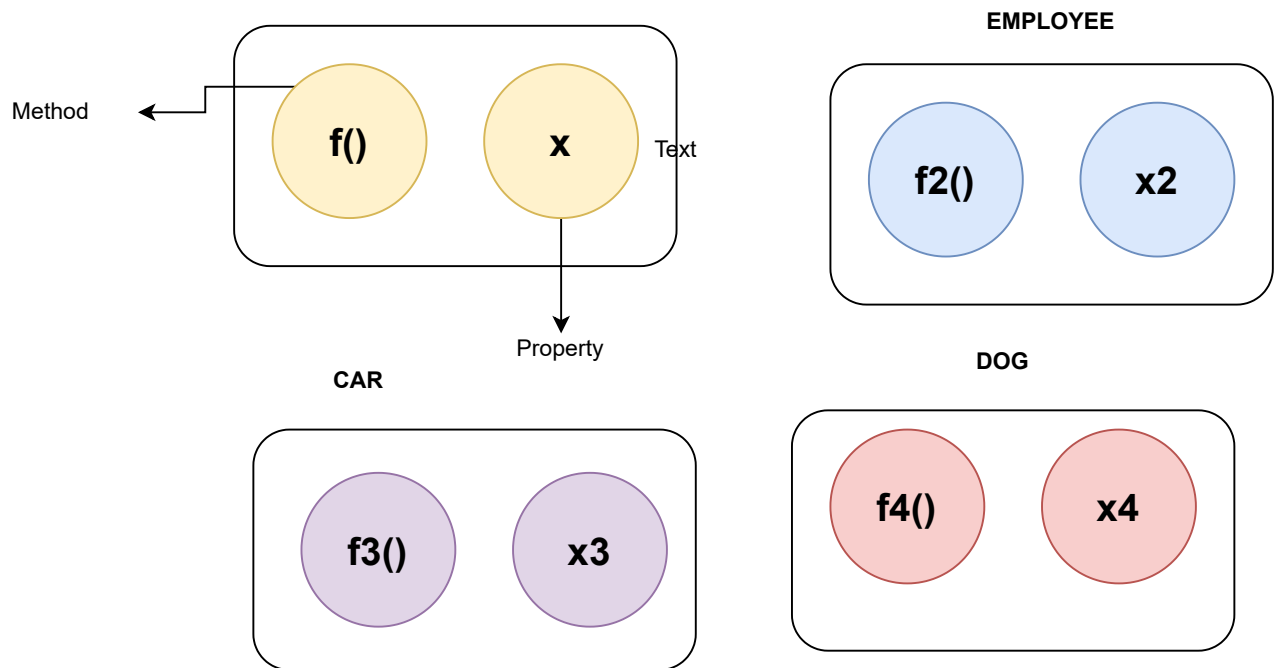 EMPLOYEE
Method
f()
x
Text
f2()
x2
Property
CAR
DOG
f3()
x3
f4()
x4